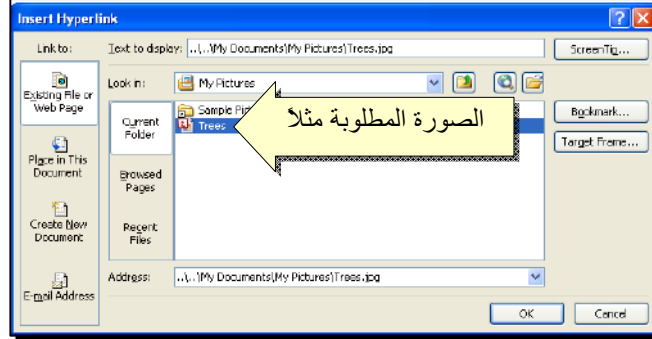 Insert Hyperlink
Link to:
Text to display: ..\..\My Documents\My Pictures\Trees.jpg
ScreenTip...
Existing File or
Web Page
Look in: My Pictures
Place in This
Document
Create New
Document
E-mail Address
Current
Folder
Browsed
Pages
Recent
Files
Sample
Trees
الصورة المطلوبة مثلاً
Bookmark...
Target Frame...
Address: ..\..\My Documents\My Pictures\Trees.jpg
OK
Cancel